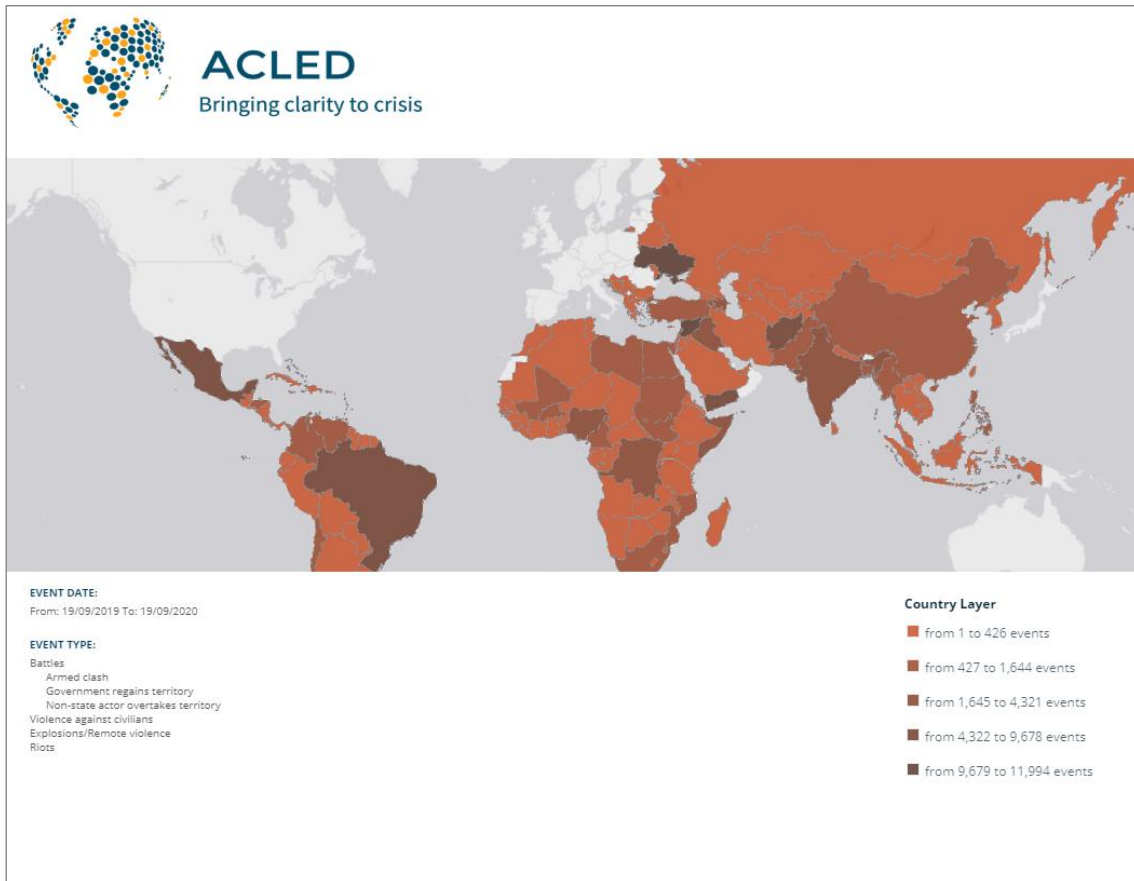 ACLED
Bringing clarity to crisis
EVENT DATE:
From: 19/09/2019 To: 19/09/2020
EVENT TYPE:
Battles
Armed clash
Government regains territory
Non-state actor overtakes territory
Violence against civilians
Explosions/Remote violence
Riots
Country Layer
from 1 to 426 events
from 427 to 1,644 events
from 1,645 to 4,321 events
from 4,322 to 9,678 events
from 9,679 to 11,994 events